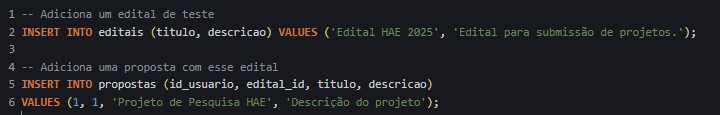 1 -- Adiciona um edital de teste
2 INSERT INTO editais (titulo, descricao) VALUES ('Edital HAE 2025', 'Edital para submissão de projetos.');
3
4 -- Adiciona uma proposta com esse edital
5 INSERT INTO propostas (id_usuario, edital_id, titulo, descricao)
6 VALUES (1, 1, 'Projeto de Pesquisa HAE', 'Descrição do projeto');